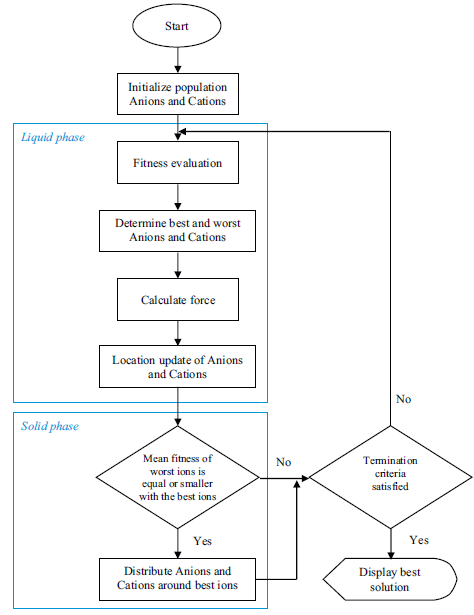 Start
Initialize population
Anions and Cations
Liquid phase
Fitness evaluation
Determine best and worst
Anions and Cations
Calculate force
Location update of Anions
and Cations
No
Solid phase
Mean fitness of
worst ions is
equal or smaller
with the best ions
No
Termination
criteria
satisfied
Yes
Yes
Distribute Anions and
Cations around best ions
Display best
solution